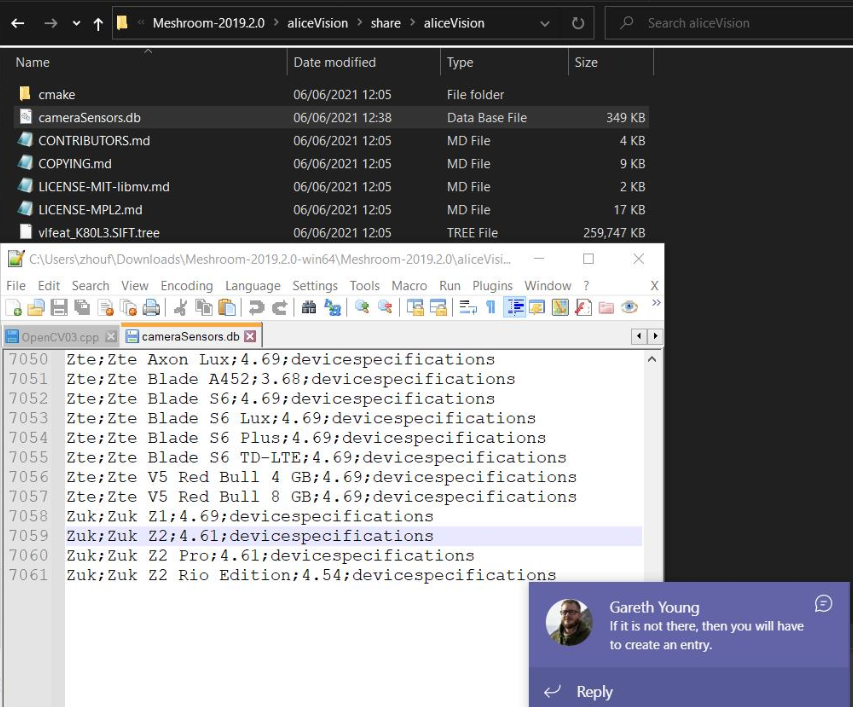 Meshroom-2019.2.0 > aliceVision > share > aliceVision
Search aliceVision
Name Date modified Type Size
cmake 06/06/2021 12:05 File folder
cameraSensors.db 06/06/2021 12:38 Data Base File 349 KB
CONTRIBUTORS.md 06/06/2021 12:05 MD File 4 KB
COPYING.md 06/06/2021 12:05 MD File 9 KB
LICENSE-MIT-libmv.md 06/06/2021 12:05 MD File 2 KB
LICENSE-MPL2.md 06/06/2021 12:05 MD File 17 KB
vlfeat_K80L3.SIFT.tree 06/06/2021 12:05 TREE File 259,747 KB
C:\Users\zhouf\Downloads\Meshroom-2019.2.0-win64\Meshroom-2019.2.0\aliceVisi...
File Edit Search View Encoding Language Settings Tools Macro Run Plugins Window ? X
OpenCV03.cpp cameraSensors.db
7050 Zte;Zte Axon Lux;4.69;devicespecifications
7051 Zte;Zte Blade A452;3.68;devicespecifications
7052 Zte;Zte Blade S6;4.69;devicespecifications
7053 Zte;Zte Blade S6 Lux;4.69;devicespecifications
7054 Zte;Zte Blade S6 Plus;4.69;devicespecifications
7055 Zte;Zte Blade S6 TD-LTE;4.69;devicespecifications
7056 Zte;Zte V5 Red Bull 4 GB;4.69;devicespecifications
7057 Zte;Zte V5 Red Bull 8 GB;4.69;devicespecifications
7058 Zuk;Zuk Z1;4.69;devicespecifications
7059 Zuk;Zuk Z2;4.61;devicespecifications
7060 Zuk;Zuk Z2 Pro;4.61;devicespecifications
7061 Zuk;Zuk Z2 Rio Edition;4.54;devicespecifications
Gareth Young
If it is not there, then you will have
to create an entry.
Reply